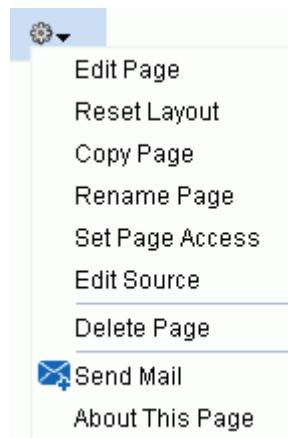 Edit Page
Reset Layout
Copy Page
Rename Page
Set Page Access
Edit Source
Delete Page
Send Mail
About This Page